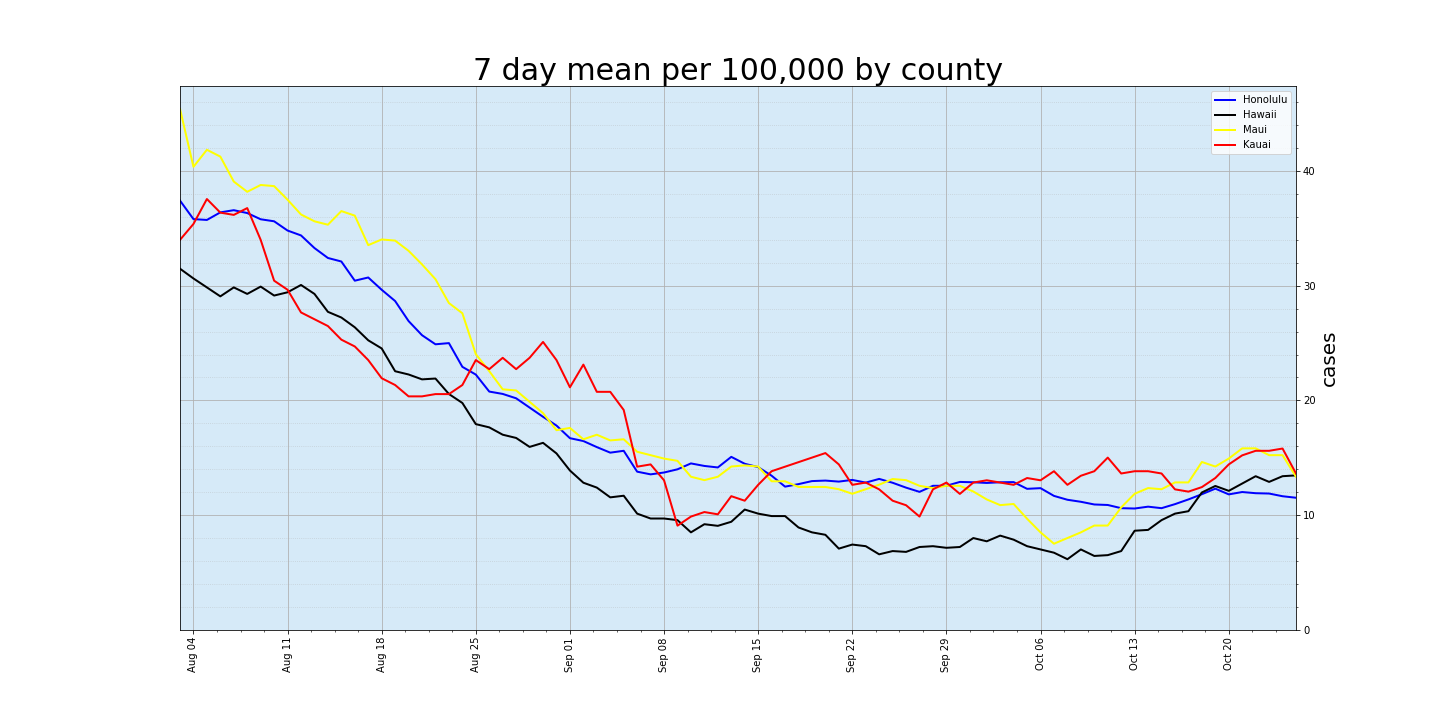 7 day mean per 100,000 by county
Honolulu
Hawaii
Maui
Kauai
40
30
20
10
0
cases
Aug 04
Aug 11
Aug 18
Aug 25
Sep 01
Sep 08
Sep 15
Sep 22
Sep 29
Oct 06
Oct 13
Oct 20